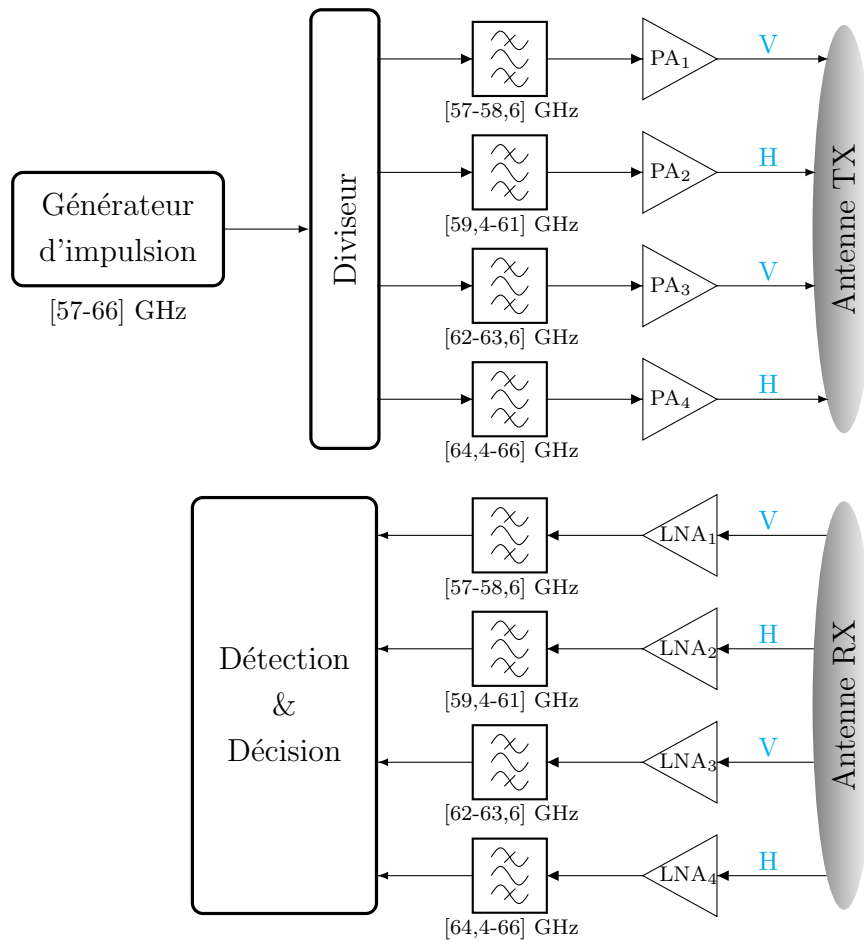 Générateur
d'impulsion
[57-66] GHz
Diviseur
[57-58,6] GHz
PA1
V
[59,4-61] GHz
PA2
H
[62-63,6] GHz
PA3
V
[64,4-66] GHz
PA4
H
Antenne TX
Détection
&
Décision
[57-58,6] GHz
LNA1
V
[59,4-61] GHz
LNA2
H
[62-63,6] GHz
LNA3
V
[64,4-66] GHz
LNA4
H
Antenne RX